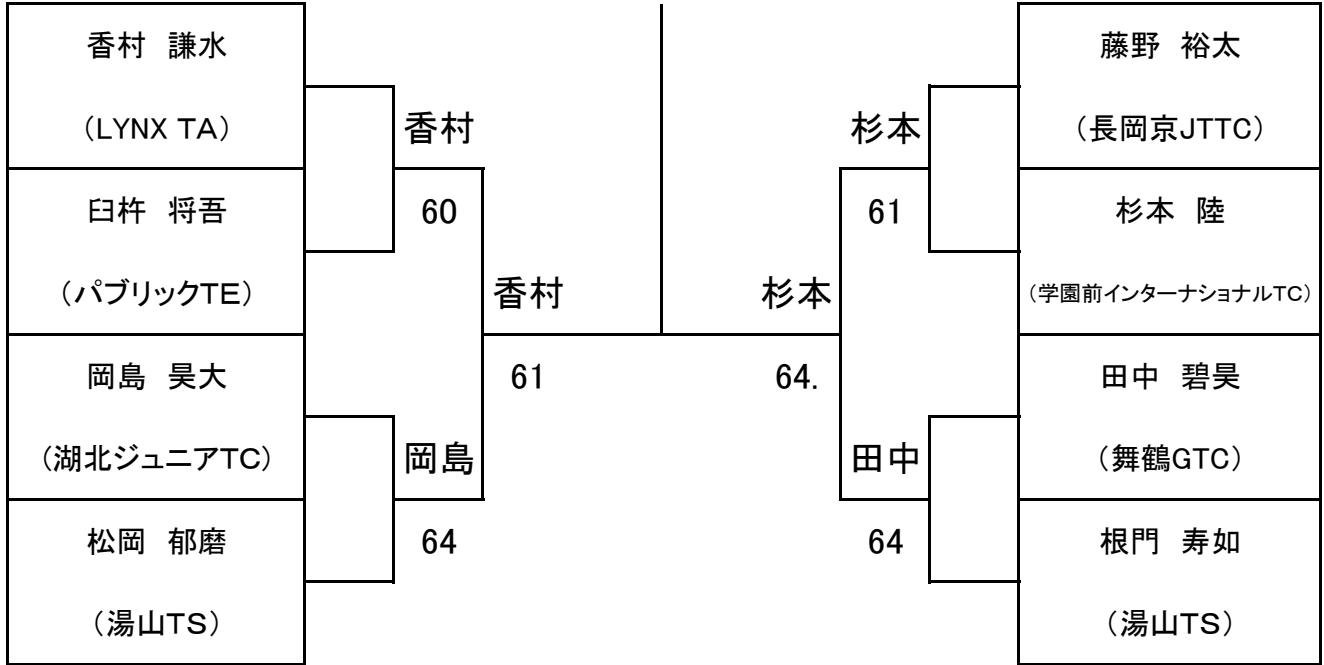 香村　謙水
（LYNX TA）
臼杵　将吾
（パブリックTE）
岡島　昊大
（湖北ジュニアTC）
松岡　郁磨
（湯山TS）
香村
60
岡島
64
香村
61
杉本
64.
杉本
61
田中
64
藤野　裕太
（長岡京JTTC）
杉本　陸
（学園前インターナショナルTC）
田中　碧昊
（舞鶴GTC）
根門　寿如
（湯山TS）